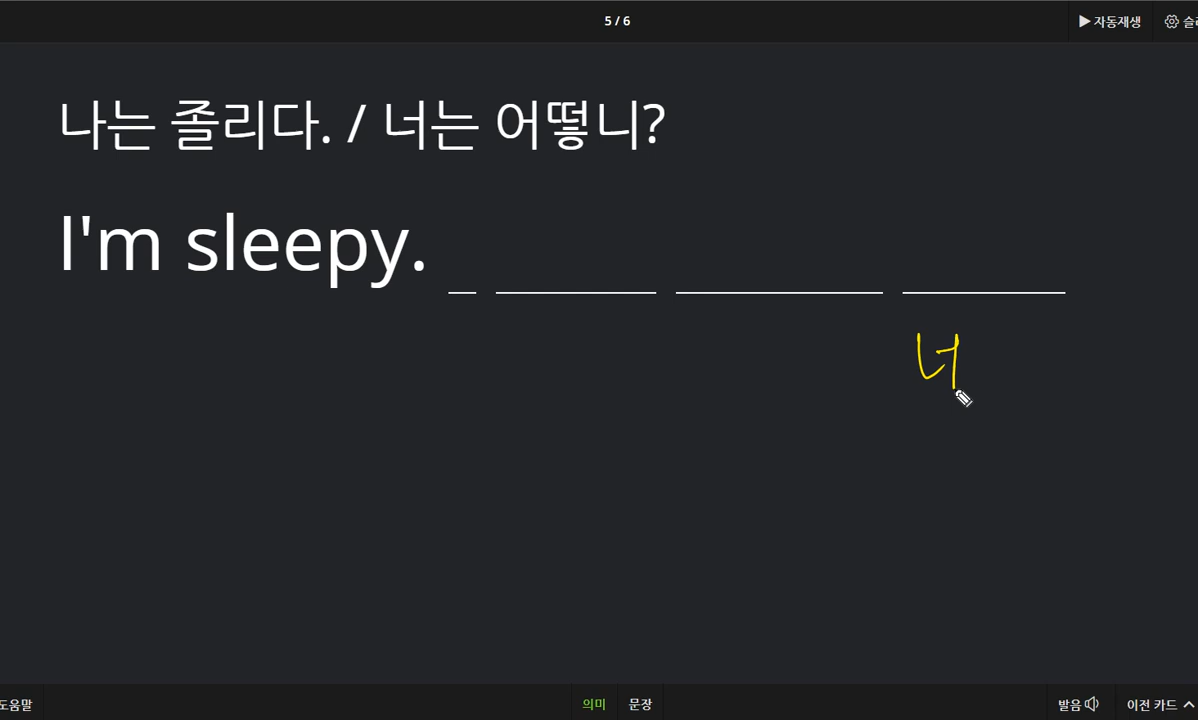 5 / 6
▶ 자동재생
나는 졸리다. / 너는 어떻니?
I'm sleepy.
너
도움말
의미 문장
발음 이전 카드